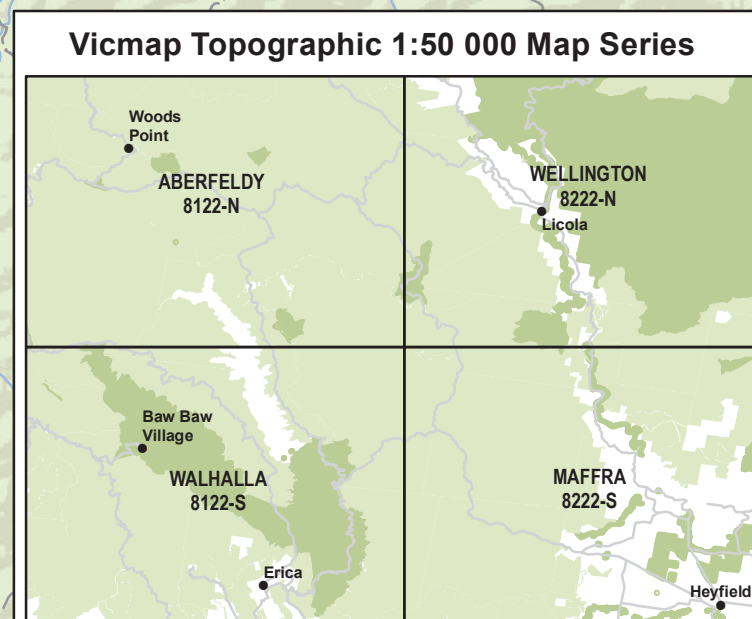 Vicmap Topographic 1:50 000 Map Series
Woods
Point
ABERFELDY
8122-N
WELLINGTON
8222-N
Licola
Baw Baw
Village
WALHALLA
8122-S
MAFFRA
8222-S
Erica
Heyfield